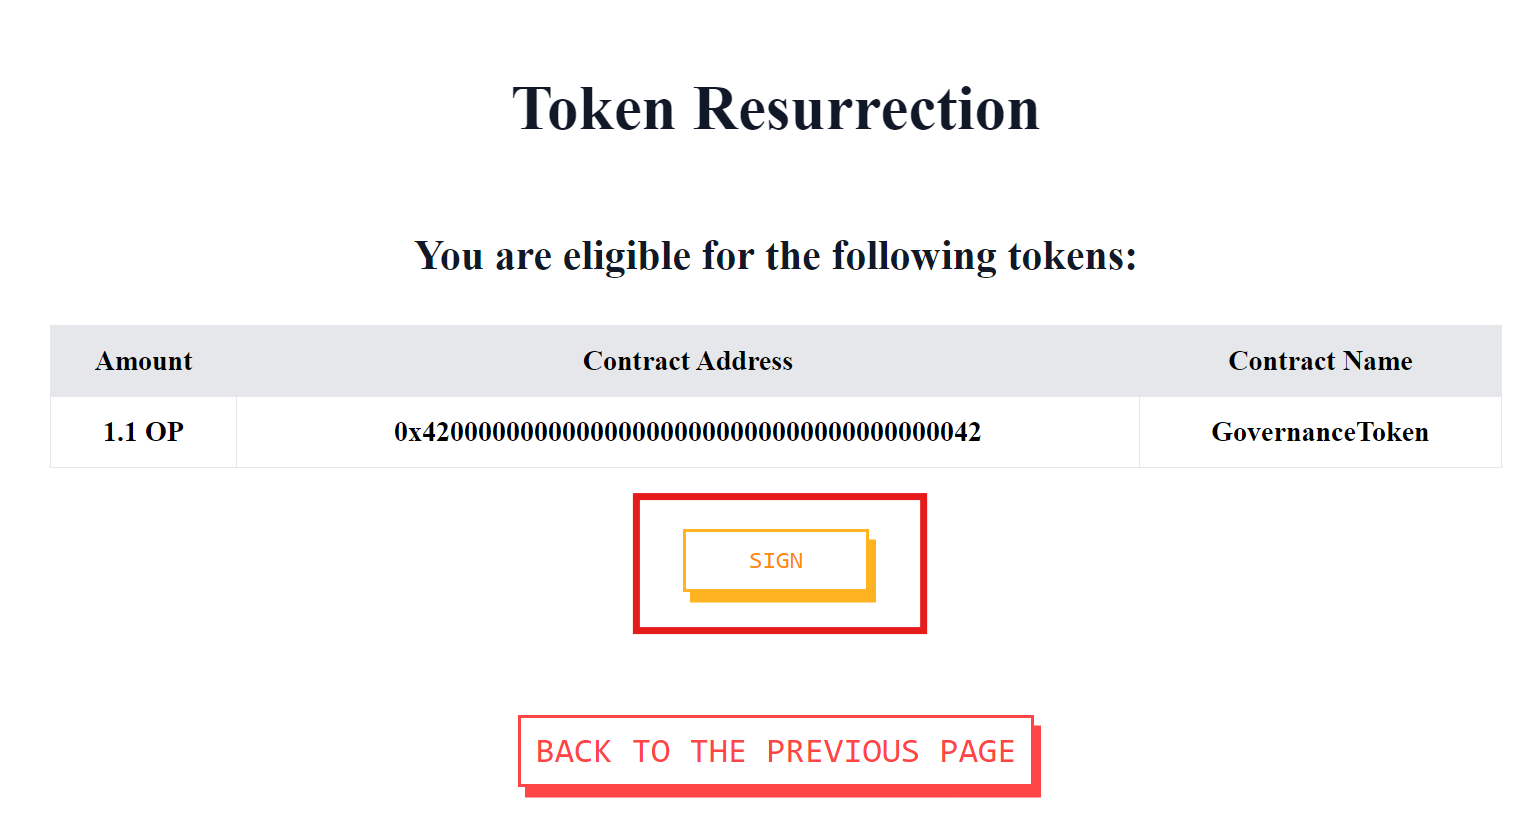 Token Resurrection
You are eligible for the following tokens:
Amount Contract Address Contract Name
1.1 OP 0x4200000000000000000000000000000000000042 GovernanceToken
SIGN
BACK TO THE PREVIOUS PAGE